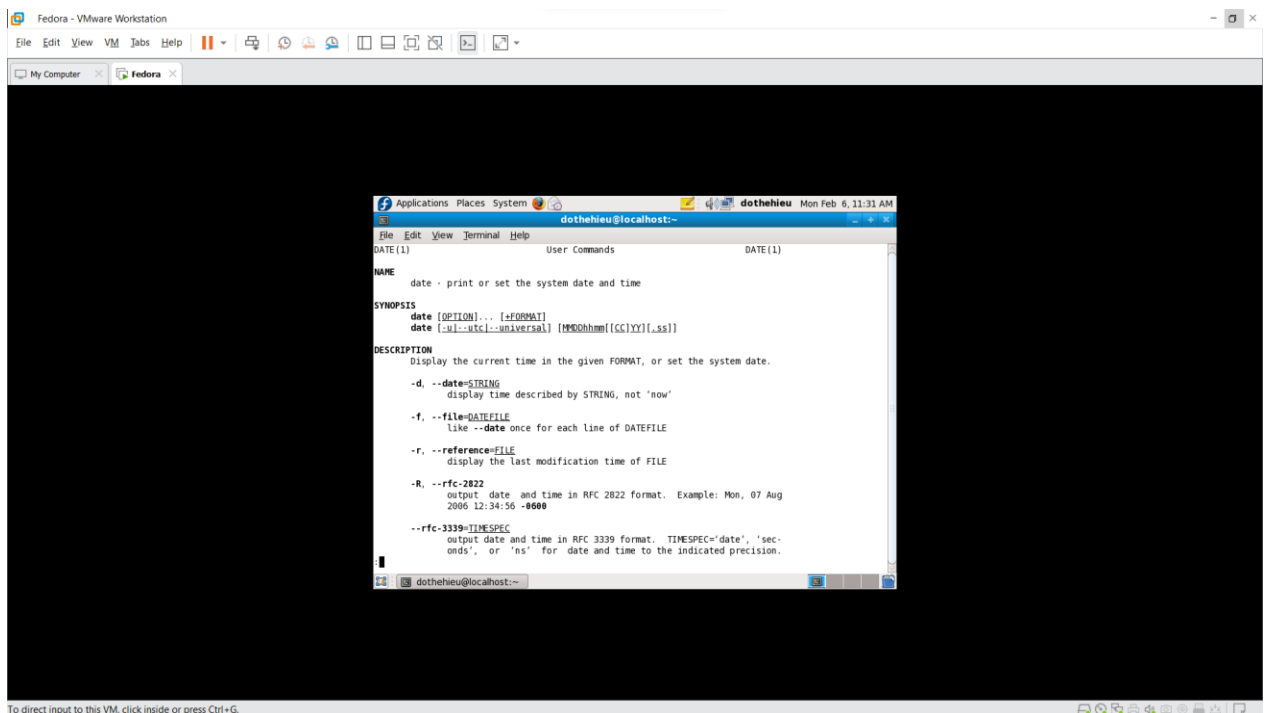 Fedora - VMware Workstation
File Edit View VM Tabs Help
My Computer Fedora
Applications Places System dothehieu Mon Feb 6, 11:31 AM
dothehieu@localhost:~
File Edit View Terminal Help
DATE(1) User Commands DATE(1)
NAME
date - print or set the system date and time
SYNOPSIS
date [OPTION]... [+FORMAT]
date [-u|--utc|--universal] [MMDDhhmm[[CC]YY][.ss]]
DESCRIPTION
Display the current time in the given FORMAT, or set the system date.
-d, --date=STRING
display time described by STRING, not ‘now’
-f, --file=DATEFILE
like --date once for each line of DATEFILE
-r, --reference=FILE
display the last modification time of FILE
-R, --rfc-2822
output date and time in RFC 2822 format. Example: Mon, 07 Aug
2006 12:34:56 -0600
--rfc-3339=TIMESPEC
output date and time in RFC 3339 format. TIMESPEC=‘date’, ‘sec-
onds’, or ‘ns’ for date and time to the indicated precision.
:
dothehieu@localhost:~
To direct input to this VM, click inside or press Ctrl+G.